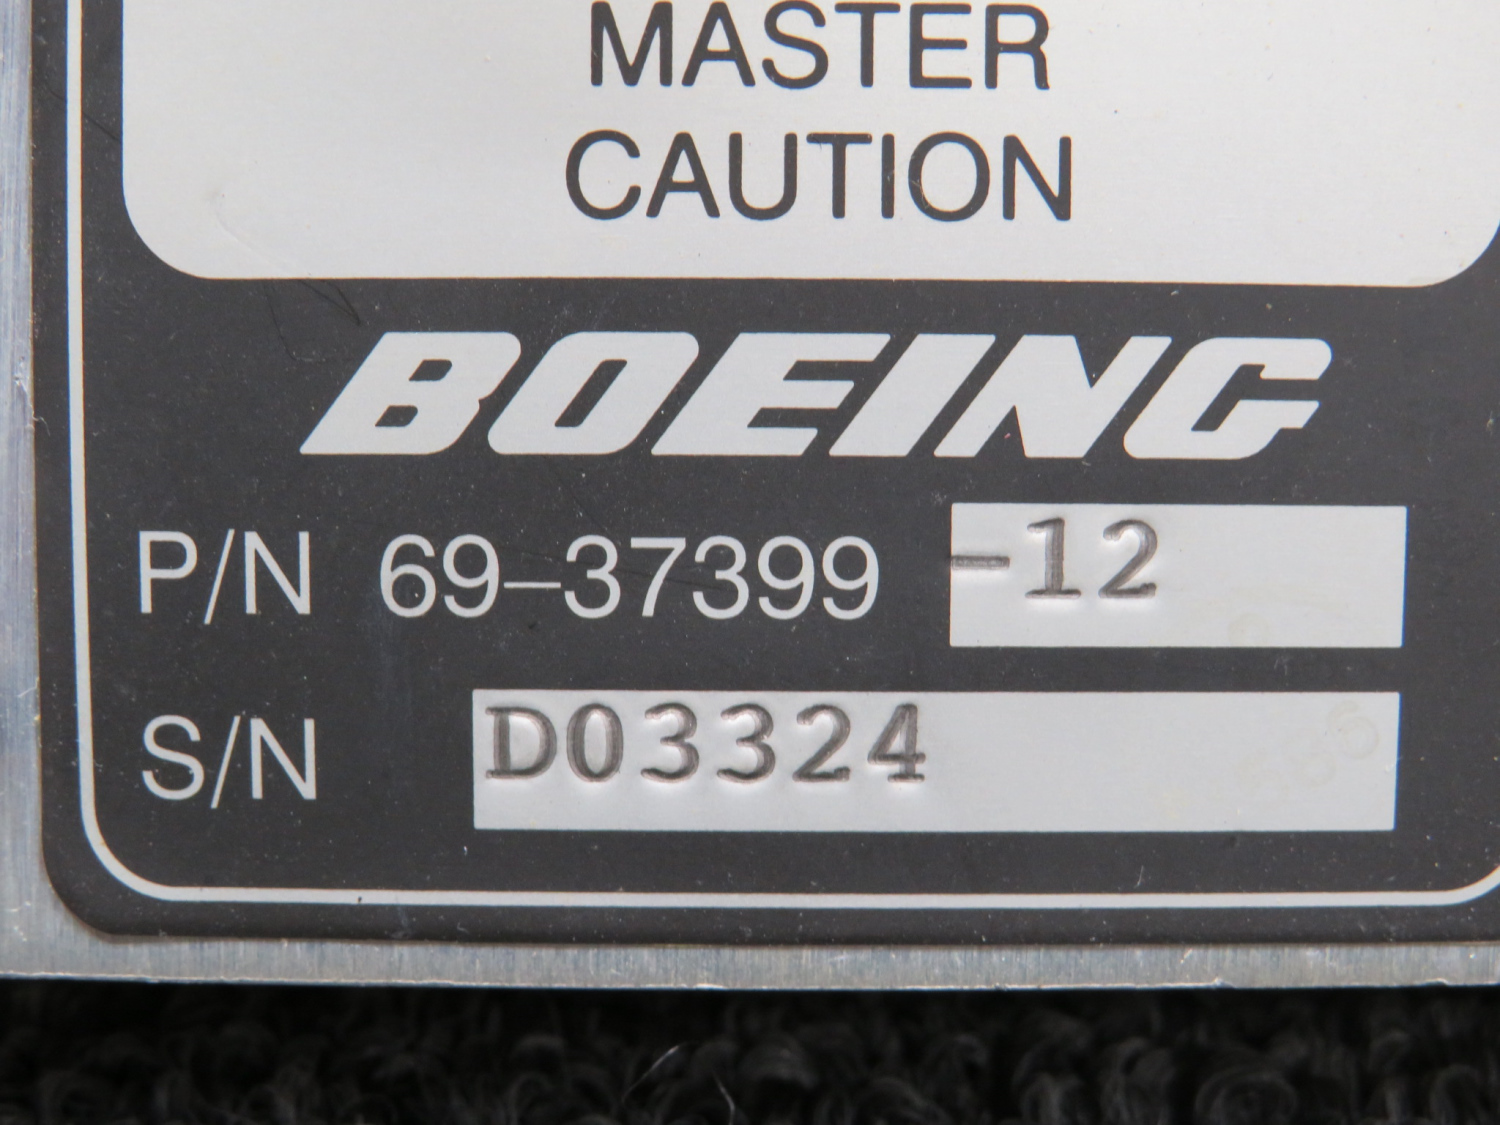 MASTER
CAUTION
BOEING
P/N 69-37399 -12
S/N D03324